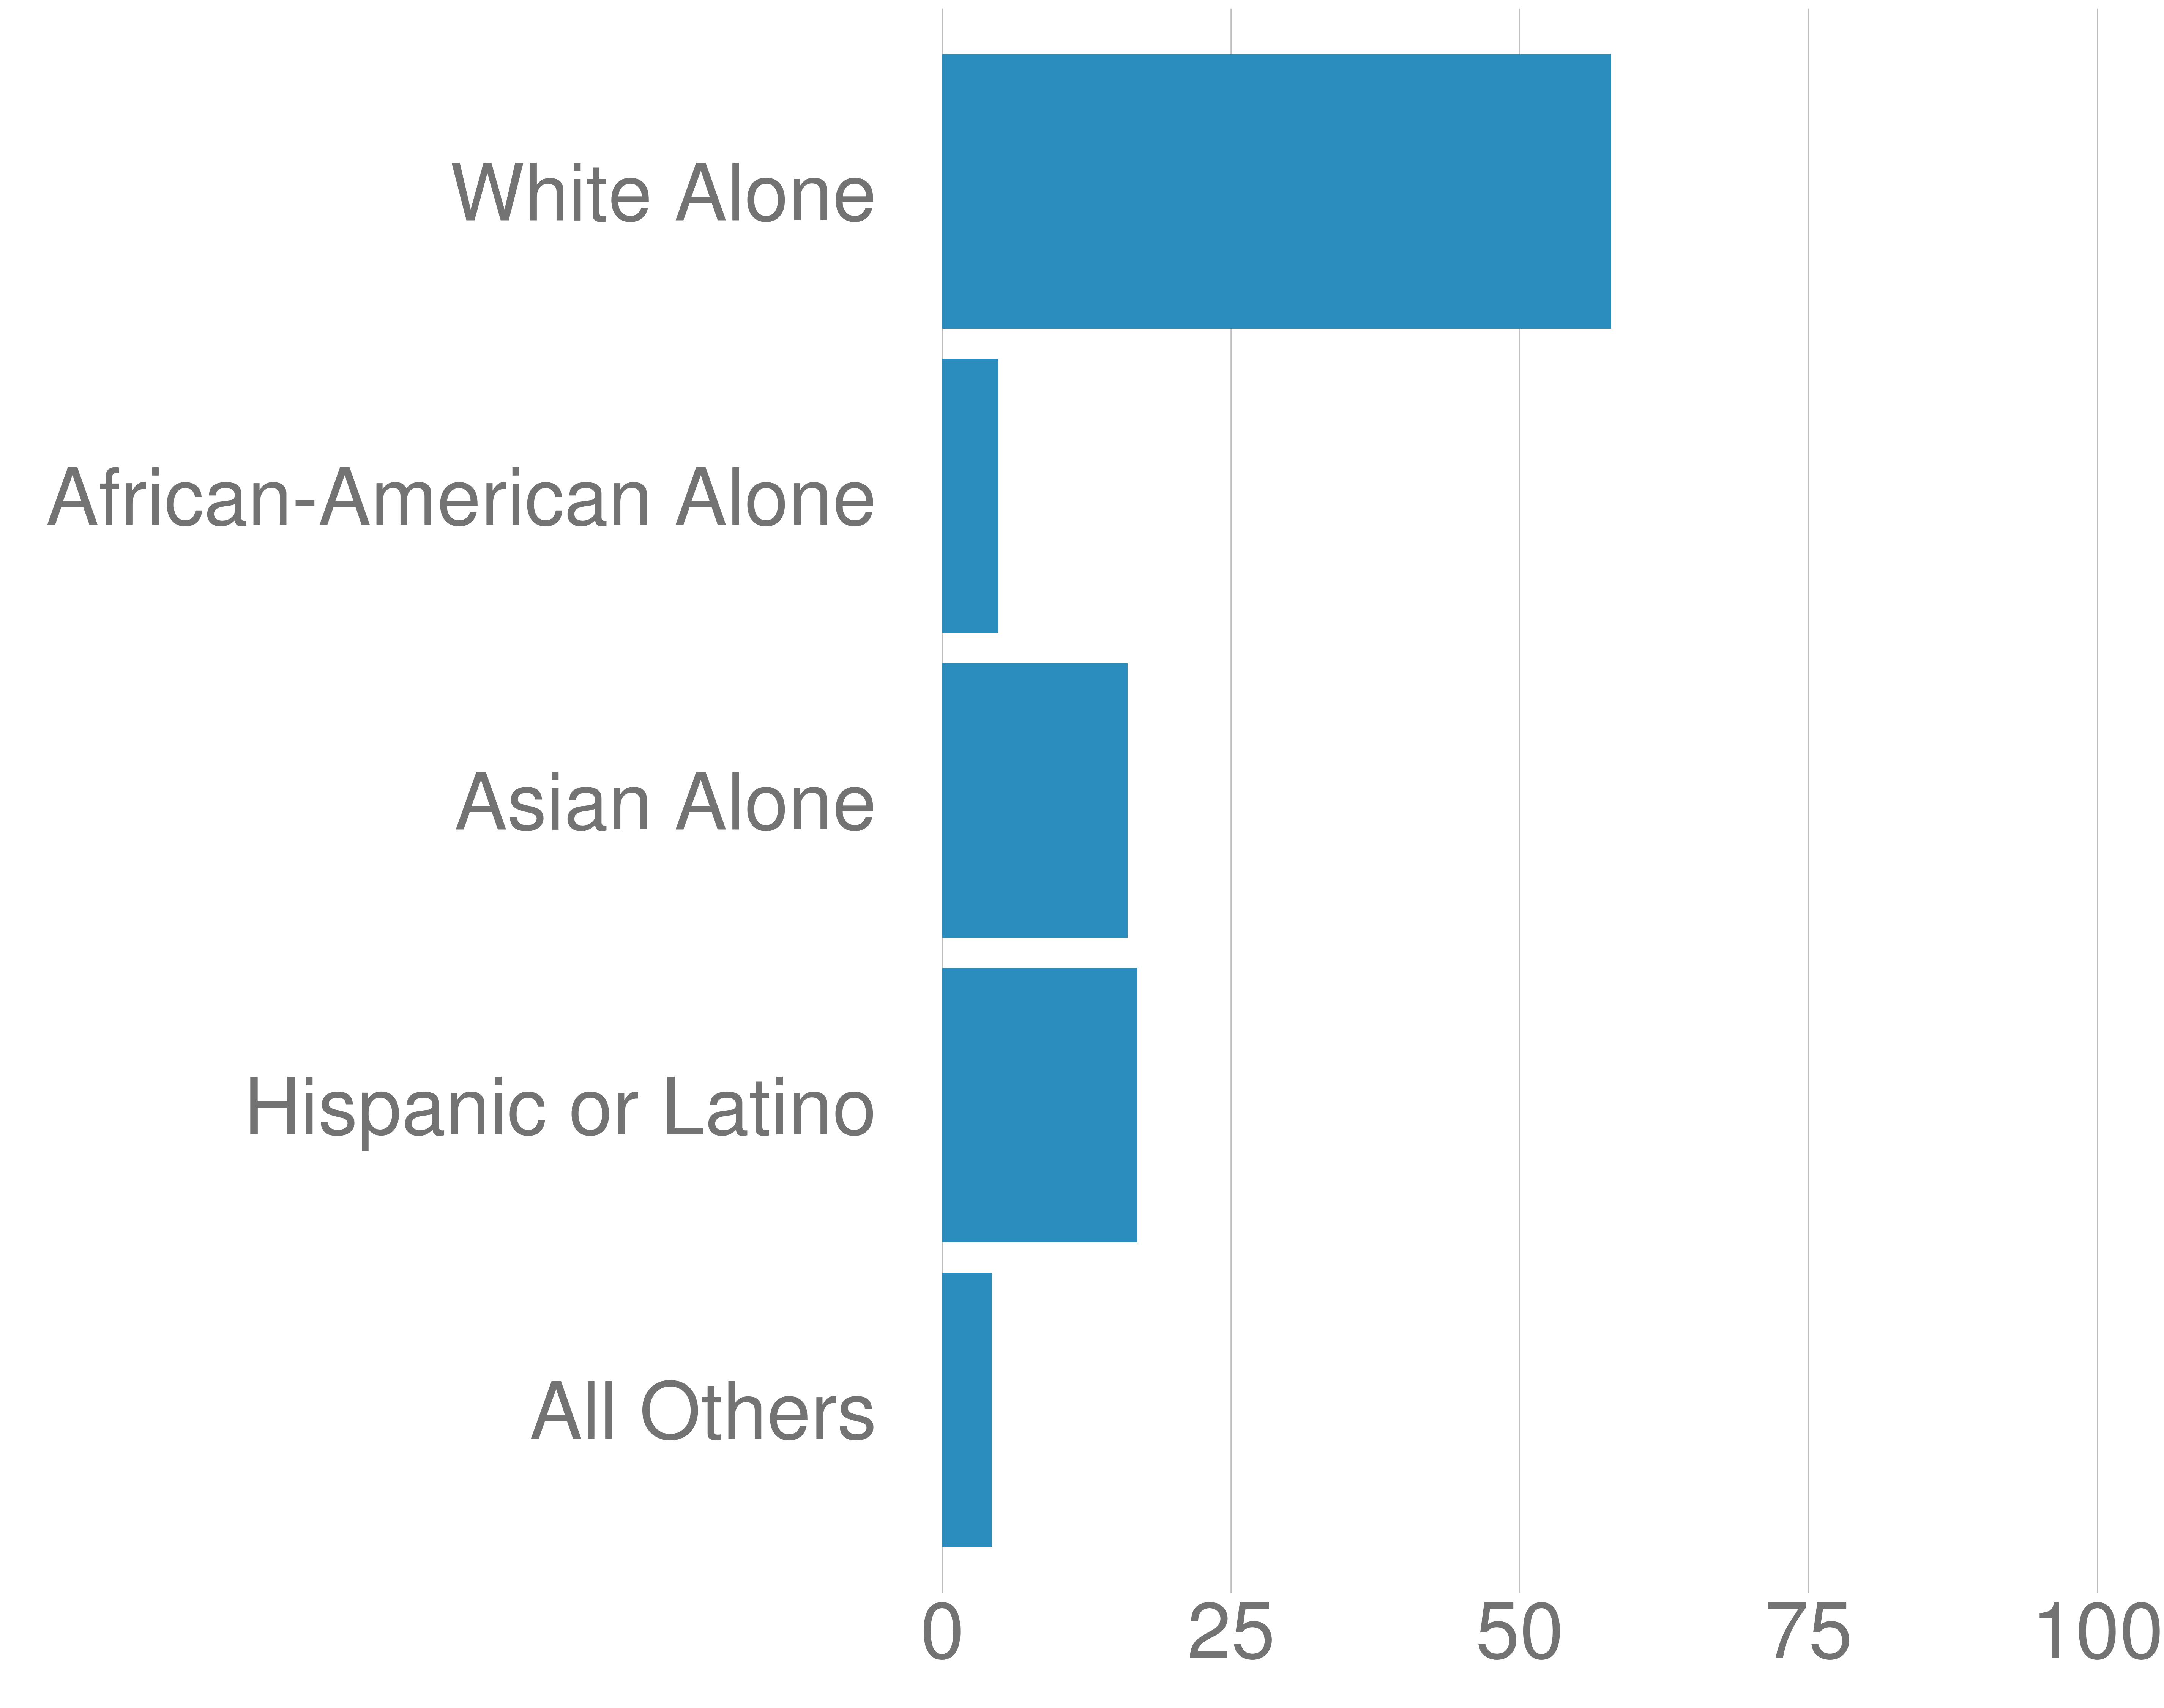 White Alone
African-American Alone
Asian Alone
Hispanic or Latino
All Others
0 25 50 75 100